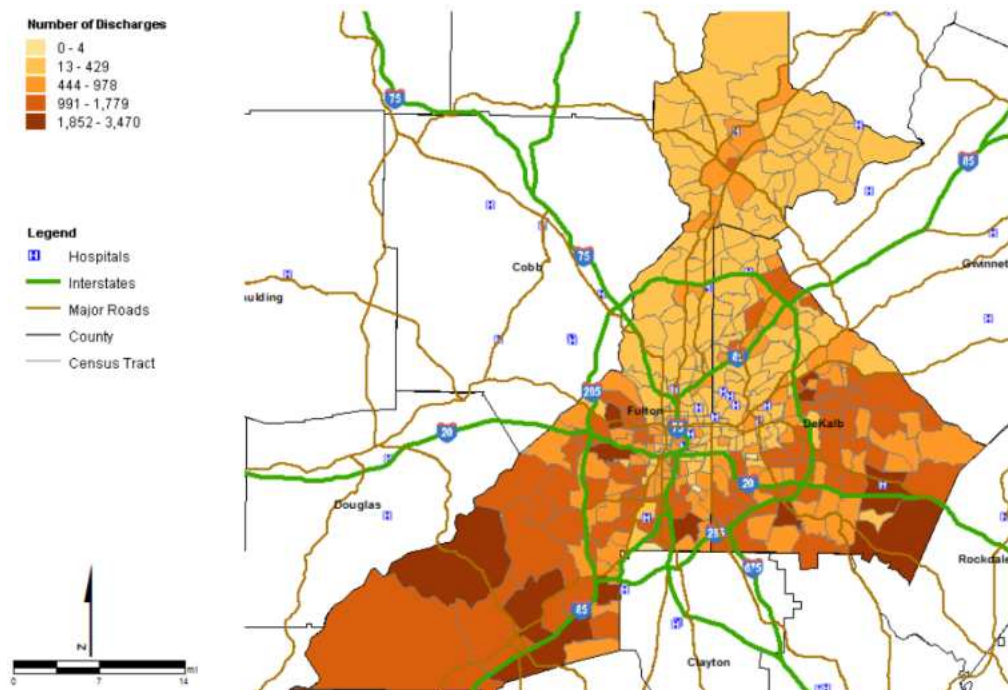 Number of Discharges
0 - 4
13 - 429
444 - 978
991 - 1,779
1,852 - 3,470
Legend
H Hospitals
Interstates
Major Roads
County
Census Tract
75
85
75
Cobb
Gwinnet
aulding
85
285
Fulton
75
DeKalb
20
20
Douglas
285
Rockdale
675
85
Clayton
N
0 7 14 mi